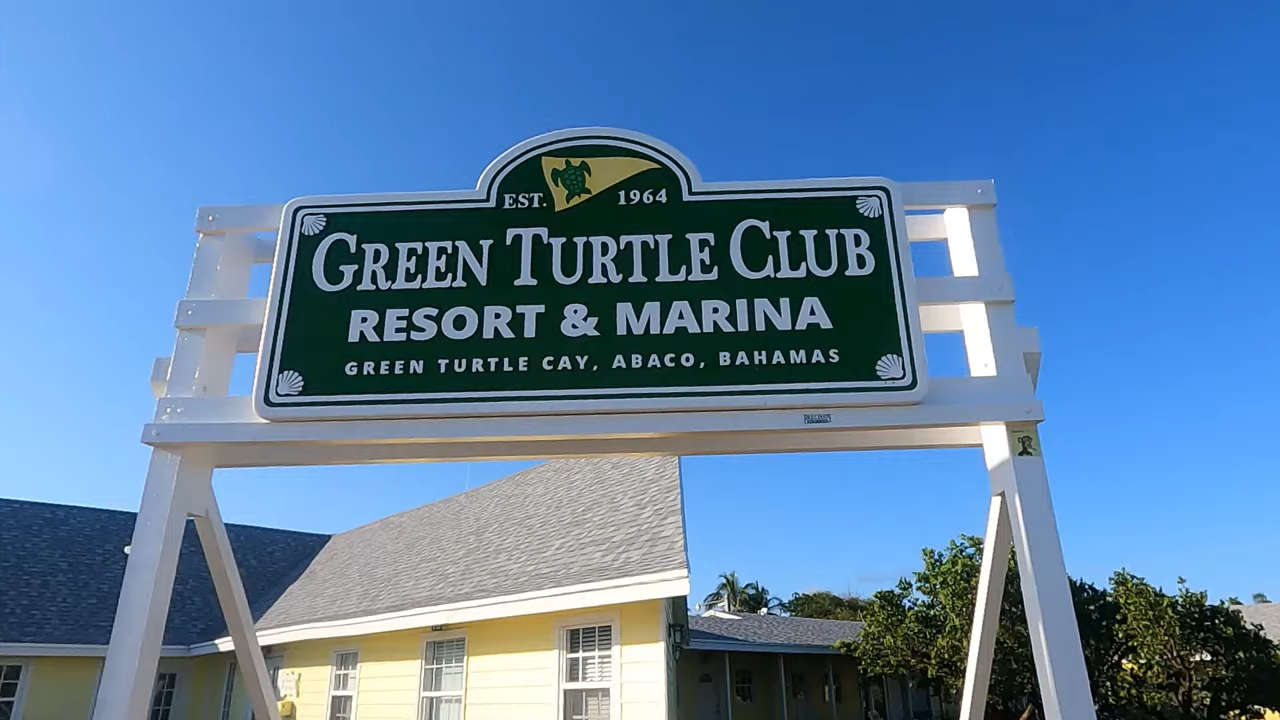 EST. 1964
GREEN TURTLE CLUB
RESORT & MARINA
GREEN TURTLE CAY, ABACO, BAHAMAS